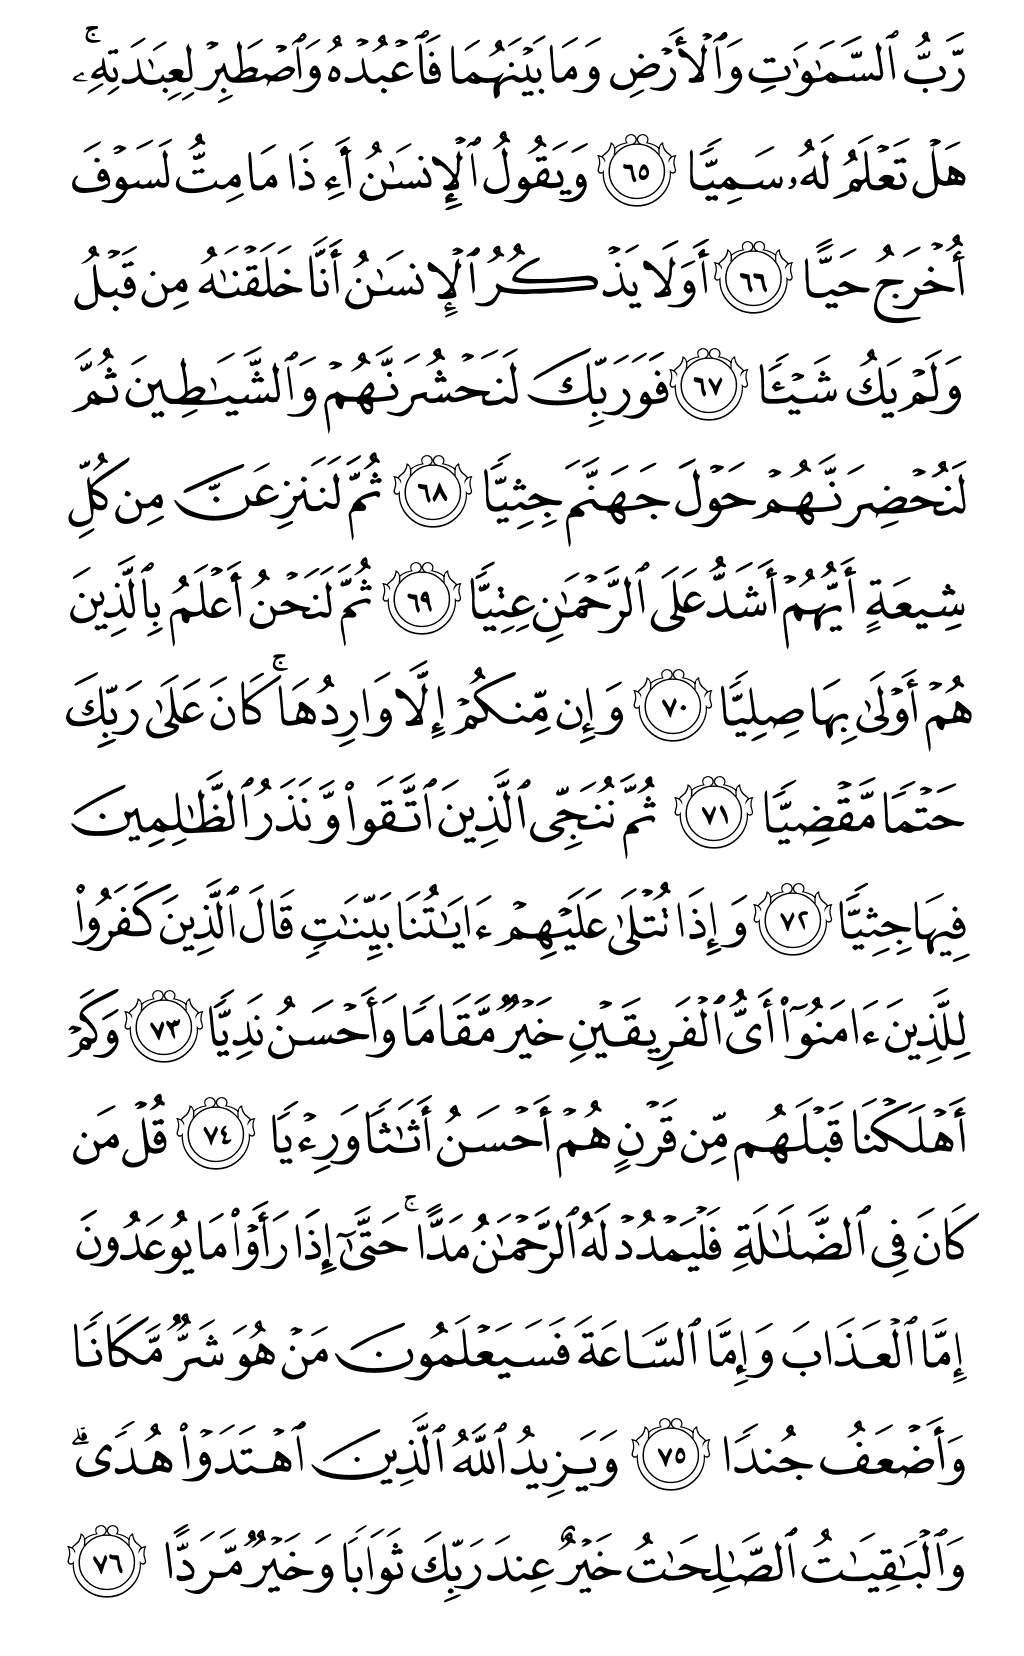 رَّبُّ ٱلسَّمَـٰوَٰتِ وَٱلْأَرْضِ وَمَا بَيْنَهُمَا فَٱعْبُدْهُ وَٱصْطَبِرْ لِعِبَـٰدَتِهِۦۚ
هَلْ تَعْلَمُ لَهُۥ سَمِيًّا ٦٥ وَيَقُولُ ٱلْإِنسَـٰنُ أَءِذَا مَا مِتُّ لَسَوْفَ
أُخْرَجُ حَيًّا ٦٦ أَوَلَا يَذْكُرُ ٱلْإِنسَـٰنُ أَنَّا خَلَقْنَـٰهُ مِن قَبْلُ
وَلَمْ يَكُ شَيْـًٔا ٦٧ فَوَرَبِّكَ لَنَحْشُرَنَّهُمْ وَٱلشَّيَـٰطِينَ ثُمَّ
لَنُحْضِرَنَّهُمْ حَوْلَ جَهَنَّمَ جِثِيًّا ٦٨ ثُمَّ لَنَنزِعَنَّ مِن كُلِّ
شِيعَةٍ أَيُّهُمْ أَشَدُّ عَلَى ٱلرَّحْمَـٰنِ عِتِيًّا ٦٩ ثُمَّ لَنَحْنُ أَعْلَمُ بِٱلَّذِينَ
هُمْ أَوْلَىٰ بِهَا صِلِيًّا ٧٠ وَإِن مِّنكُمْ إِلَّا وَارِدُهَاۚ كَانَ عَلَىٰ رَبِّكَ
حَتْمًا مَّقْضِيًّا ٧١ ثُمَّ نُنَجِّى ٱلَّذِينَ ٱتَّقَوا۟ وَّنَذَرُ ٱلظَّـٰلِمِينَ
فِيهَا جِثِيًّا ٧٢ وَإِذَا تُتْلَىٰ عَلَيْهِمْ ءَايَـٰتُنَا بَيِّنَـٰتٍ قَالَ ٱلَّذِينَ كَفَرُوا۟
لِلَّذِينَ ءَامَنُوٓا۟ أَىُّ ٱلْفَرِيقَيْنِ خَيْرٌ مَّقَامًا وَأَحْسَنُ نَدِيًّا ٧٣ وَكَمْ
أَهْلَكْنَا قَبْلَهُم مِّن قَرْنٍ هُمْ أَحْسَنُ أَثَـٰثًا وَرِءْيًا ٧٤ قُلْ مَن
كَانَ فِى ٱلضَّلَـٰلَةِ فَلْيَمْدُدْ لَهُ ٱلرَّحْمَـٰنُ مَدًّاۚ حَتَّىٰٓ إِذَا رَأَوْا۟ مَا يُوعَدُونَ
إِمَّا ٱلْعَذَابَ وَإِمَّا ٱلسَّاعَةَ فَسَيَعْلَمُونَ مَنْ هُوَ شَرٌّ مَّكَانًا
وَأَضْعَفُ جُندًا ٧٥ وَيَزِيدُ ٱللَّهُ ٱلَّذِينَ ٱهْتَدَوْا۟ هُدًىۗ
وَٱلْبَـٰقِيَـٰتُ ٱلصَّـٰلِحَـٰتُ خَيْرٌ عِندَ رَبِّكَ ثَوَابًا وَخَيْرٌ مَّرَدًّا ٧٦